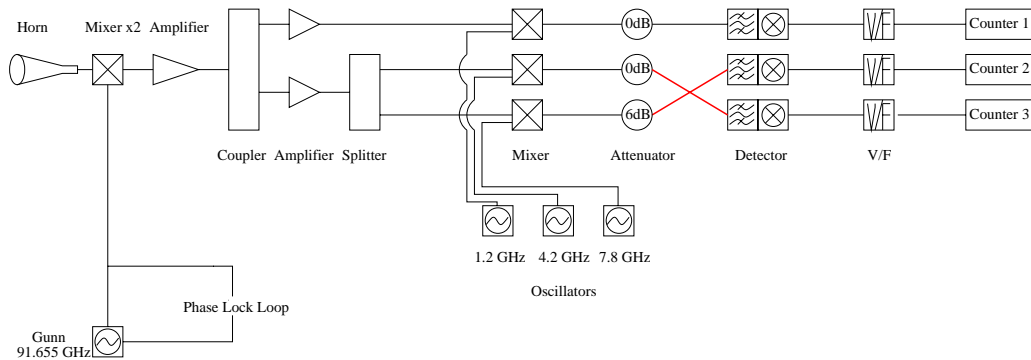 Horn
Mixer x2
Amplifier
0dB
Counter 1
0dB
Counter 2
6dB
Counter 3
Coupler
Amplifier
Splitter
Mixer
Attenuator
Detector
V/F
1.2 GHz
4.2 GHz
7.8 GHz
Oscillators
Phase Lock Loop
Gunn
91.655 GHz